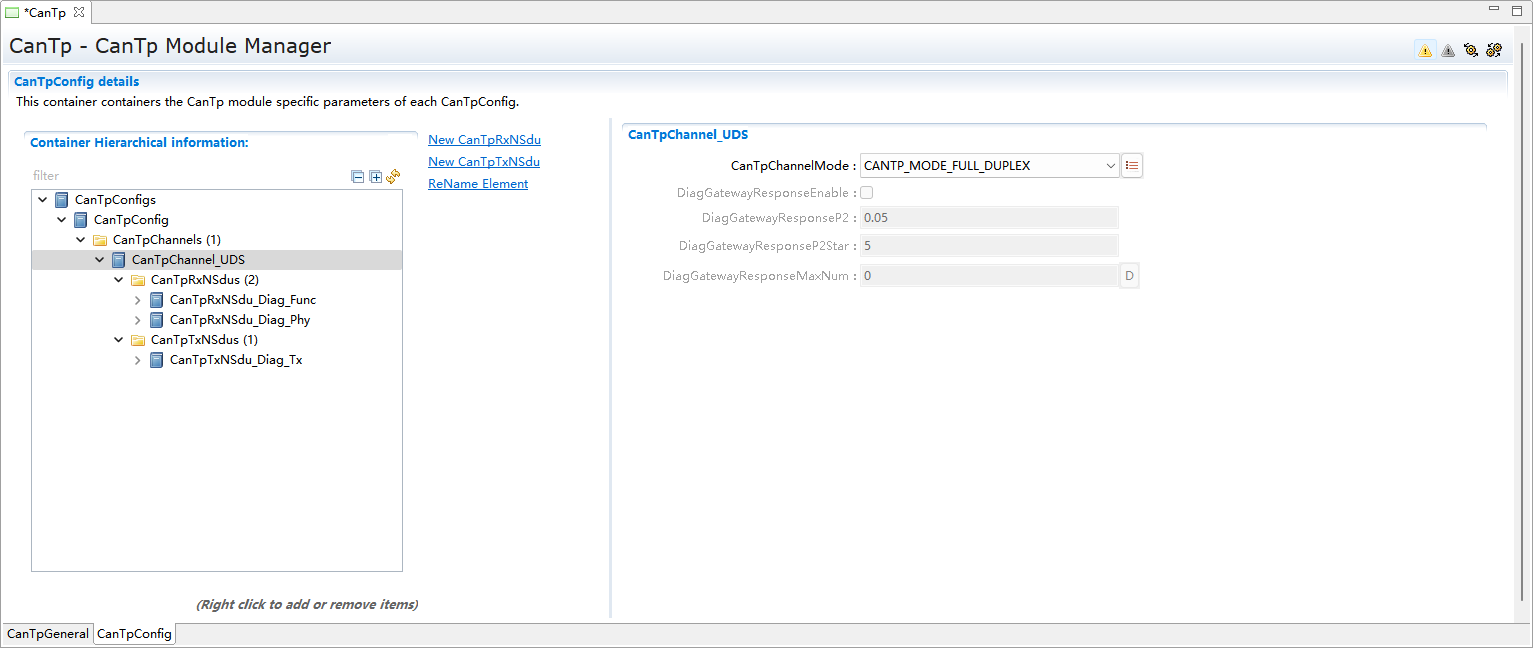 *CanTp
CanTp - CanTp Module Manager
CanTpConfig details
This container containers the CanTp module specific parameters of each CanTpConfig.
Container Hierarchical information:
filter
CanTpConfigs
CanTpConfig
CanTpChannels (1)
CanTpChannel_UDS
CanTpRxNSdus (2)
CanTpRxNSdu_Diag_Func
CanTpRxNSdu_Diag_Phy
CanTpTxNSdus (1)
CanTpTxNSdu_Diag_Tx
(Right click to add or remove items)
New CanTpRxNSdu
New CanTpTxNSdu
ReName Element
CanTpChannel_UDS
CanTpChannelMode : CANTP_MODE_FULL_DUPLEX
DiagGatewayResponseEnable :
DiagGatewayResponseP2 : 0.05
DiagGatewayResponseP2Star : 5
DiagGatewayResponseMaxNum : 0 D
CanTpGeneral CanTpConfig